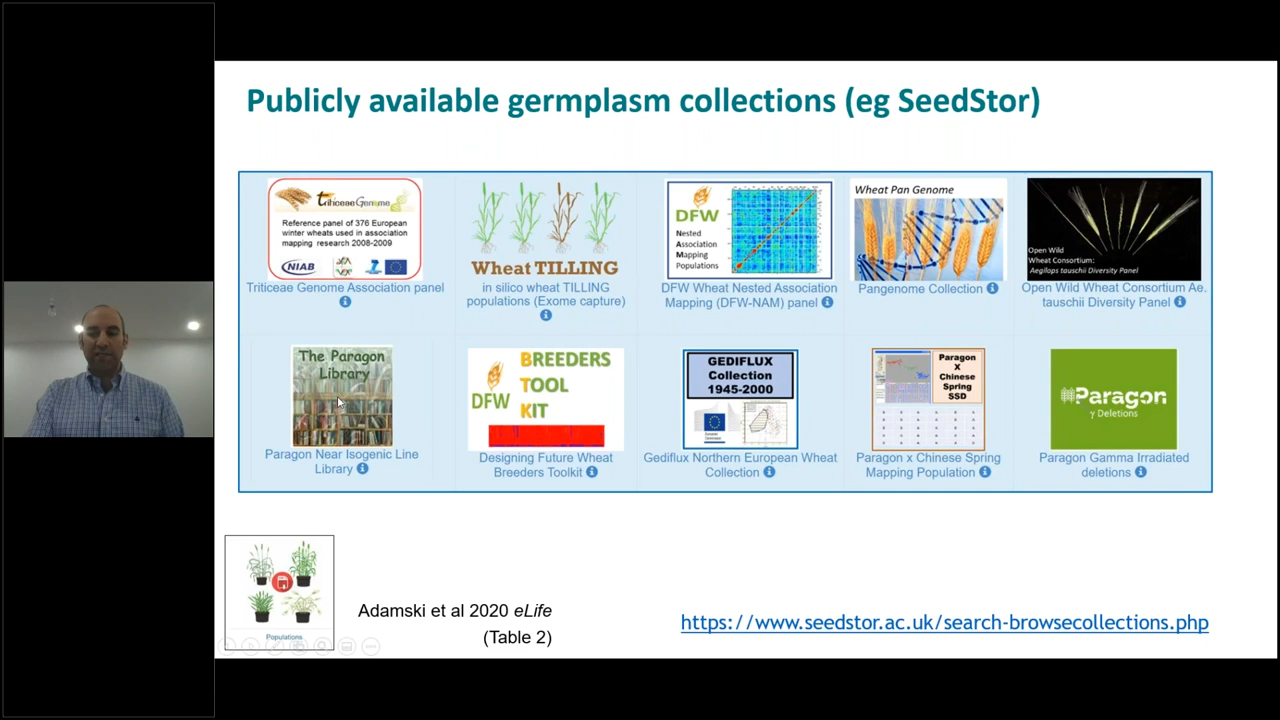 Publicly available germplasm collections (eg SeedStor)
triticeae Genome
Reference panel of 376 European
winter wheats used in association
mapping research 2008-2009
NIAB
Triticeae Genome Association panel
Wheat TILLING
in silico wheat TILLING
populations (Exome capture)
DFW
Nested
Association
Mapping
Populations
DFW Wheat Nested Association
Mapping (DFW-NAM) panel
Wheat Pan Genome
Pangenome Collection
Open Wild
Wheat Consortium:
Aegilops tauschii Diversity Panel
Open Wild Wheat Consortium Ae.
tauschii Diversity Panel
The Paragon
Library
Paragon Near Isogenic Line
Library
DFW
BREEDERS
TOOL
KIT
Designing Future Wheat
Breeders Toolkit
GEDIFLUX
Collection
1945-2000
Gediflux Northern European Wheat
Collection
Paragon
X
Chinese
Spring
SSD
Paragon x Chinese Spring
Mapping Population
Paragon
γ Deletions
Paragon Gamma Irradiated
deletions
Populations
Adamski et al 2020 eLife
(Table 2)
https://www.seedstor.ac.uk/search-browsecollections.php